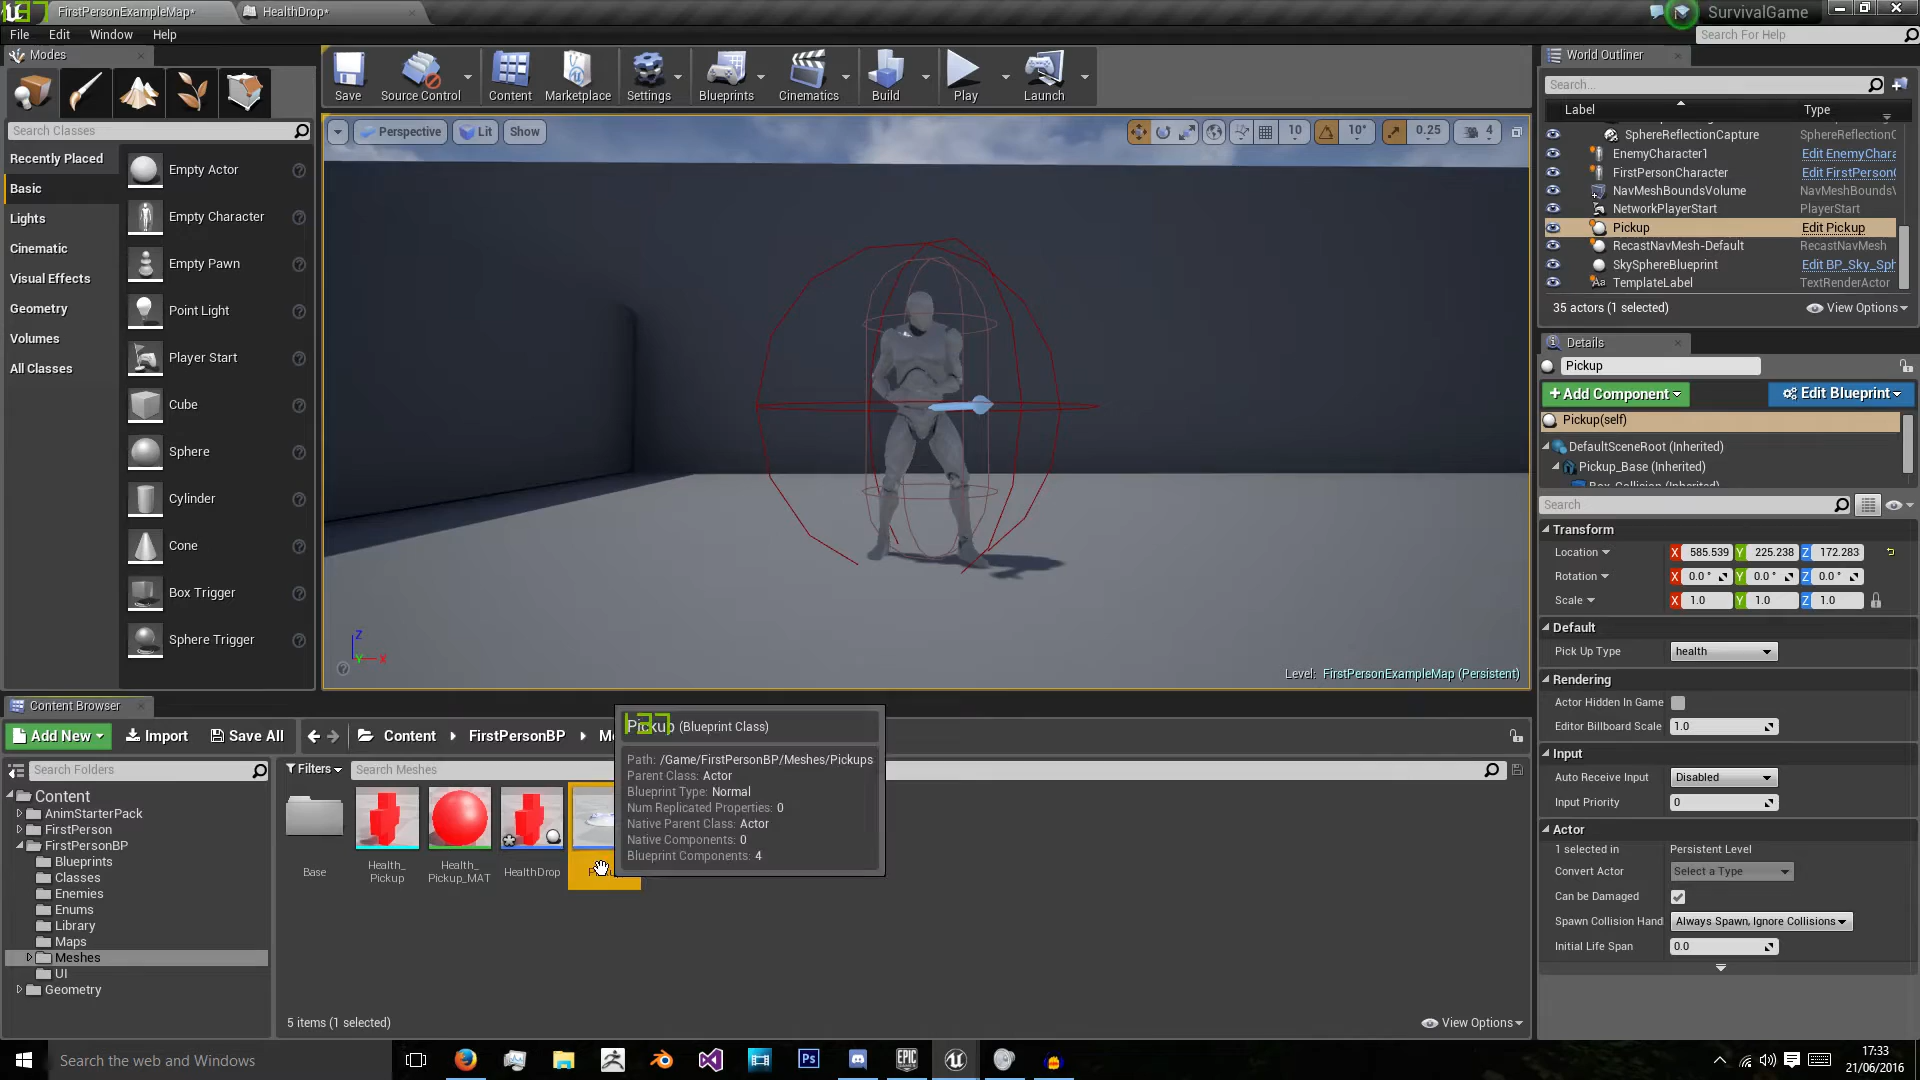 FirstPersonExampleMap*
HealthDrop*
SurvivalGame
File Edit Window Help
Search For Help
Modes
Search Classes
Recently Placed
Basic
Lights
Cinematic
Visual Effects
Geometry
Volumes
All Classes
Empty Actor
Empty Character
Empty Pawn
Point Light
Player Start
Cube
Sphere
Cylinder
Cone
Box Trigger
Sphere Trigger
Save
Source Control
Content
Marketplace
Settings
Blueprints
Cinematics
Build
Play
Launch
Perspective
Lit
Show
10
10°
0.25
4
Level: FirstPersonExampleMap (Persistent)
World Outliner
Search...
Label Type
SphereReflectionCapture SphereReflectionC
EnemyCharacter1 Edit EnemyChara
FirstPersonCharacter Edit FirstPersonC
NavMeshBoundsVolume NavMeshBoundsV
NetworkPlayerStart PlayerStart
Pickup Edit Pickup
RecastNavMesh-Default RecastNavMesh
SkySphereBlueprint Edit BP_Sky_Sph
TemplateLabel TextRenderActor
35 actors (1 selected)
View Options
Details
Pickup
+Add Component
Edit Blueprint
Pickup(self)
DefaultSceneRoot (Inherited)
Pickup_Base (Inherited)
Box Collision (Inherited)
Search
Transform
Location X 585.539 Y 225.238 Z 172.283
Rotation X 0.0° Y 0.0° Z 0.0°
Scale X 1.0 Y 1.0 Z 1.0
Default
Pick Up Type health
Rendering
Actor Hidden In Game
Editor Billboard Scale 1.0
Input
Auto Receive Input Disabled
Input Priority 0
Actor
1 selected in Persistent Level
Convert Actor Select a Type
Can be Damaged
Spawn Collision Hand Always Spawn, Ignore Collisions
Initial Life Span 0.0
Content Browser
Add New
Import
Save All
Content FirstPersonBP
Search Folders
Filters
Search Meshes
Content
AnimStarterPack
FirstPerson
FirstPersonBP
Blueprints
Classes
Enemies
Enums
Library
Maps
Meshes
UI
Geometry
Base
Health_
Pickup
Health_
Pickup_MAT
HealthDrop
Pickup (Blueprint Class)
Path: /Game/FirstPersonBP/Meshes/Pickups
Parent Class: Actor
Blueprint Type: Normal
Num Replicated Properties: 0
Native Parent Class: Actor
Native Components: 0
Blueprint Components: 4
5 items (1 selected)
View Options
Search the web and Windows
Ps
EPIC
GAMES
17:33
21/06/2016